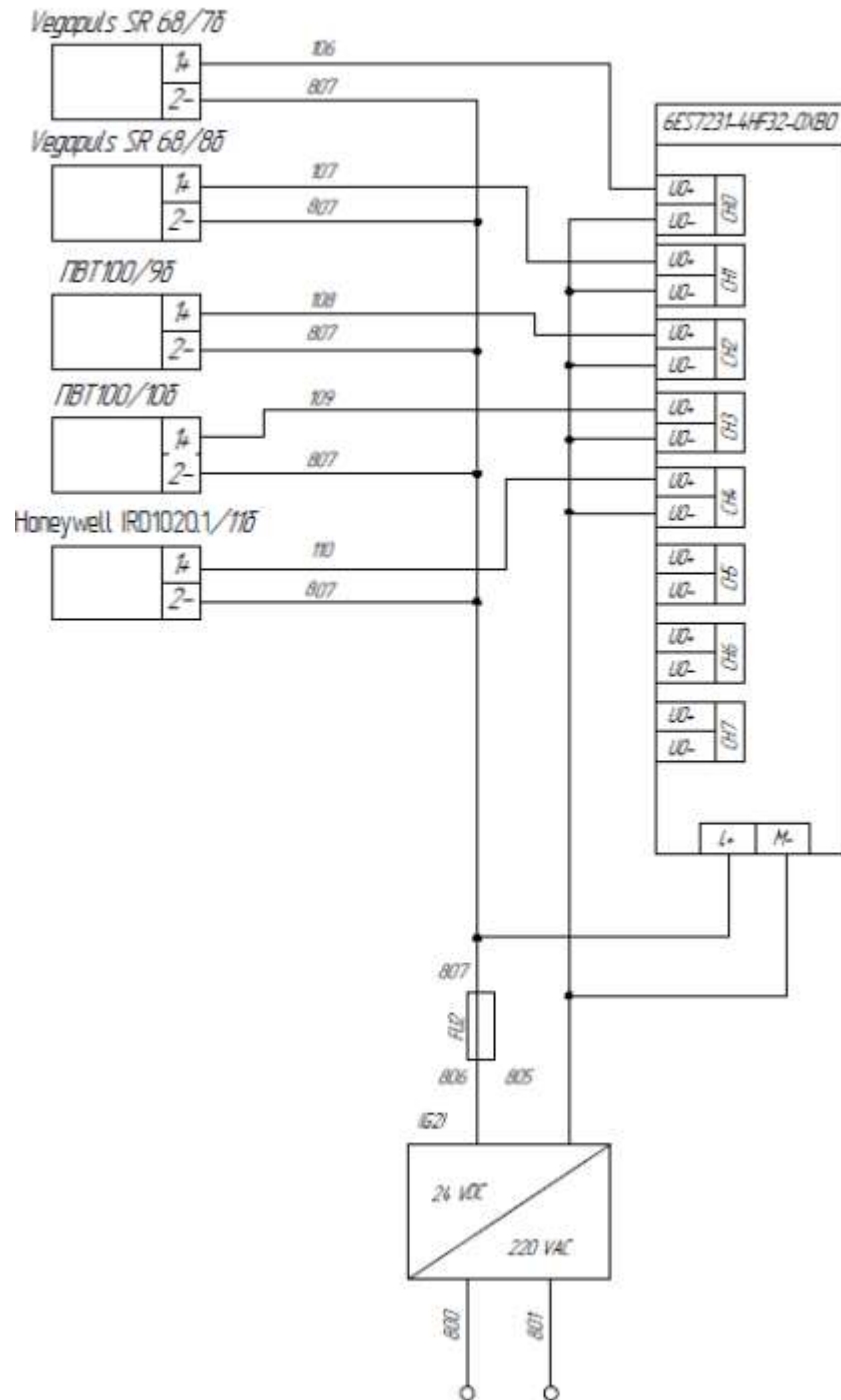 Vegapuls SR 68/7б
1+
2-
106
807
Vegapuls SR 68/8б
1+
2-
107
807
ПВТ100/9б
1+
2-
108
807
ПВТ100/10б
1+
2-
109
807
Honeywell IRD1020.1/11б
1+
2-
110
807
6ES7231-4HF32-0XB0
U0+
U0-
CH0
U0+
U0-
CH1
U0+
U0-
CH2
U0+
U0-
CH3
U0+
U0-
CH4
U0+
U0-
CH5
U0+
U0-
CH6
U0+
U0-
CH7
L+
M-
807
FU2
806
805
24 VDC
220 VAC
800
801